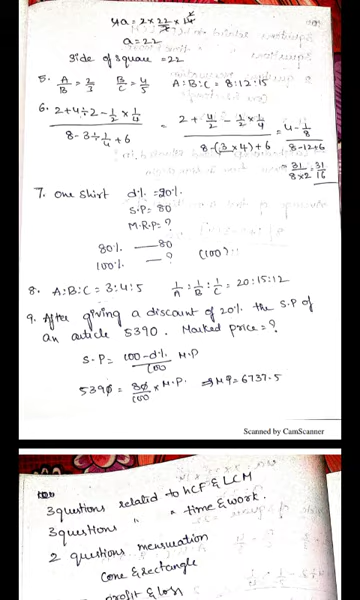 4a = 2 × 22/7 × 14
a = 22
side of square = 22
5. A/B = 2/3 B/C = 4/5 A:B:C = 8:12:15
6. (2+4÷2-1/2×1/4)/(8-3÷1/4+6) = (2+4/2-1/2×1/4)/(8-(3×4)+6) = (4-1/8)/(8-12+6)
= 31/(8×2) = 31/16
7. One shirt d% = 20%
S.P = 80
M.R.P = ?
80% — 80
100% — ? (100)
8. A:B:C = 3:4:5 1/A : 1/B : 1/C = 20:15:12
9. After giving a discount of 20% the S.P of
an article 5390. Marked price = ?
S.P = (100-d%)/100 M.P
5390 = 80/100 × M.P. ⇒ M.P = 6737.5
Scanned by CamScanner
3 questions related to HCF & LCM
3 questions " " time & work.
2 questions mensuration
Cone & rectangle
profit & loss